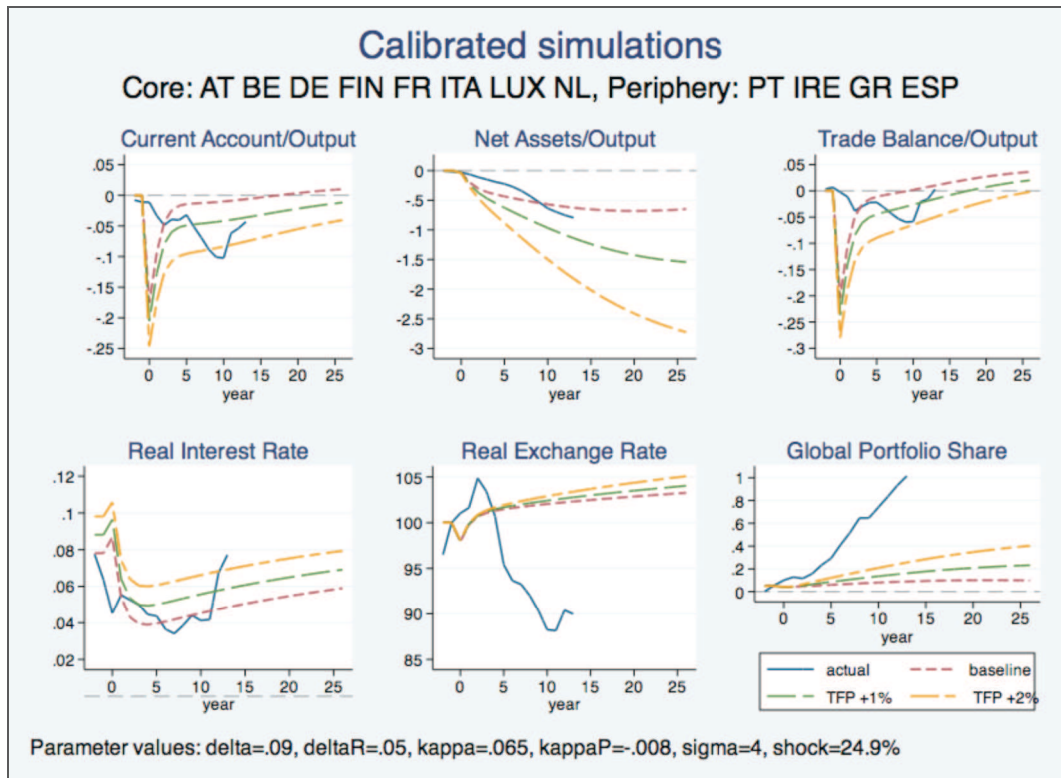 Calibrated simulations
Core: AT BE DE FIN FR ITA LUX NL, Periphery: PT IRE GR ESP
Current Account/Output
.05
0
-.05
-.1
-.15
-.2
-.25
0 5 10 15 20 25
year
Net Assets/Output
0
-.5
-1
-1.5
-2
-2.5
-3
0 5 10 15 20 25
year
Trade Balance/Output
.05
0
-.05
-.1
-.15
-.2
-.25
-.3
0 5 10 15 20 25
year
Real Interest Rate
.12
.1
.08
.06
.04
.02
0 5 10 15 20 25
year
Real Exchange Rate
105
100
95
90
85
0 5 10 15 20 25
year
Global Portfolio Share
1
.8
.6
.4
.2
0
0 5 10 15 20 25
year
actual baseline
TFP +1% TFP +2%
Parameter values: delta=.09, deltaR=.05, kappa=.065, kappaP=-.008, sigma=4, shock=24.9%